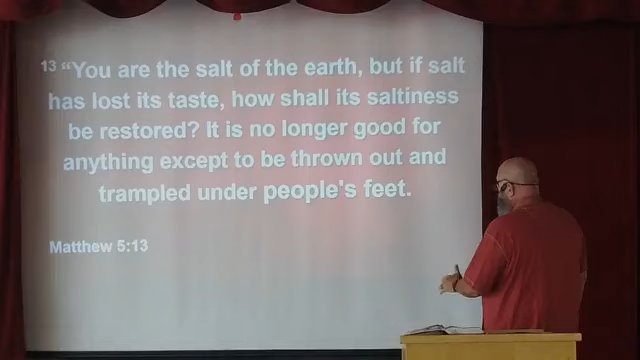 13 “You are the salt of the earth, but if salt
has lost its taste, how shall its saltiness
be restored? It is no longer good for
anything except to be thrown out and
trampled under people's feet.
Matthew 5:13